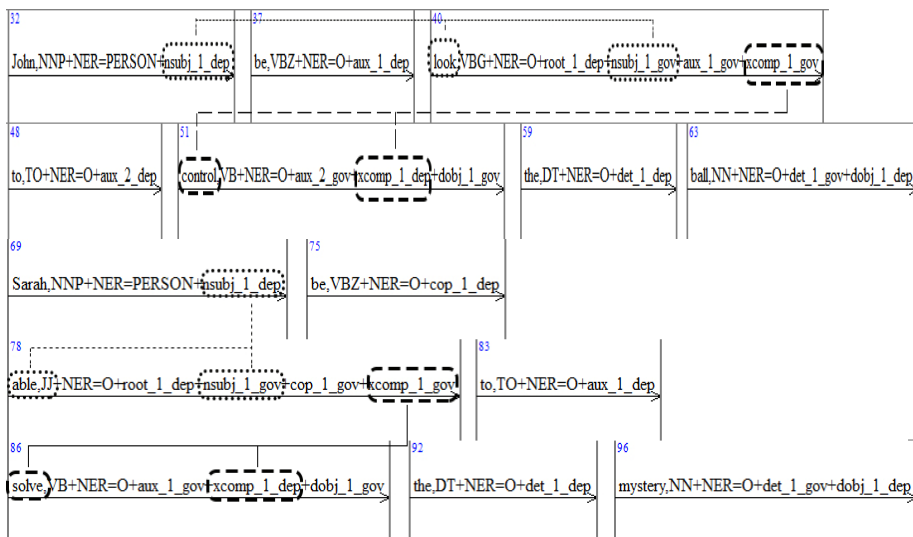 32 37 40
John,NNP+NER=PERSON+nsubj_1_dep be,VBZ+NER=O+aux_1_dep look,VBG+NER=O+root_1_dep+nsubj_1_gov+aux_1_gov+xcomp_1_gov
48 51 59 63
to,TO+NER=O+aux_2_dep control,VB+NER=O+aux_2_gov+xcomp_1_dep+dobj_1_gov the,DT+NER=O+det_1_dep ball,NN+NER=O+det_1_gov+dobj_1_dep
69 75
Sarah,NNP+NER=PERSON+nsubj_1_dep be,VBZ+NER=O+cop_1_dep
78 83
able,JJ+NER=O+root_1_dep+nsubj_1_gov+cop_1_gov+xcomp_1_gov to,TO+NER=O+aux_1_dep
86 92 96
solve,VB+NER=O+aux_1_gov+xcomp_1_dep+dobj_1_gov the,DT+NER=O+det_1_dep mystery,NN+NER=O+det_1_gov+dobj_1_dep